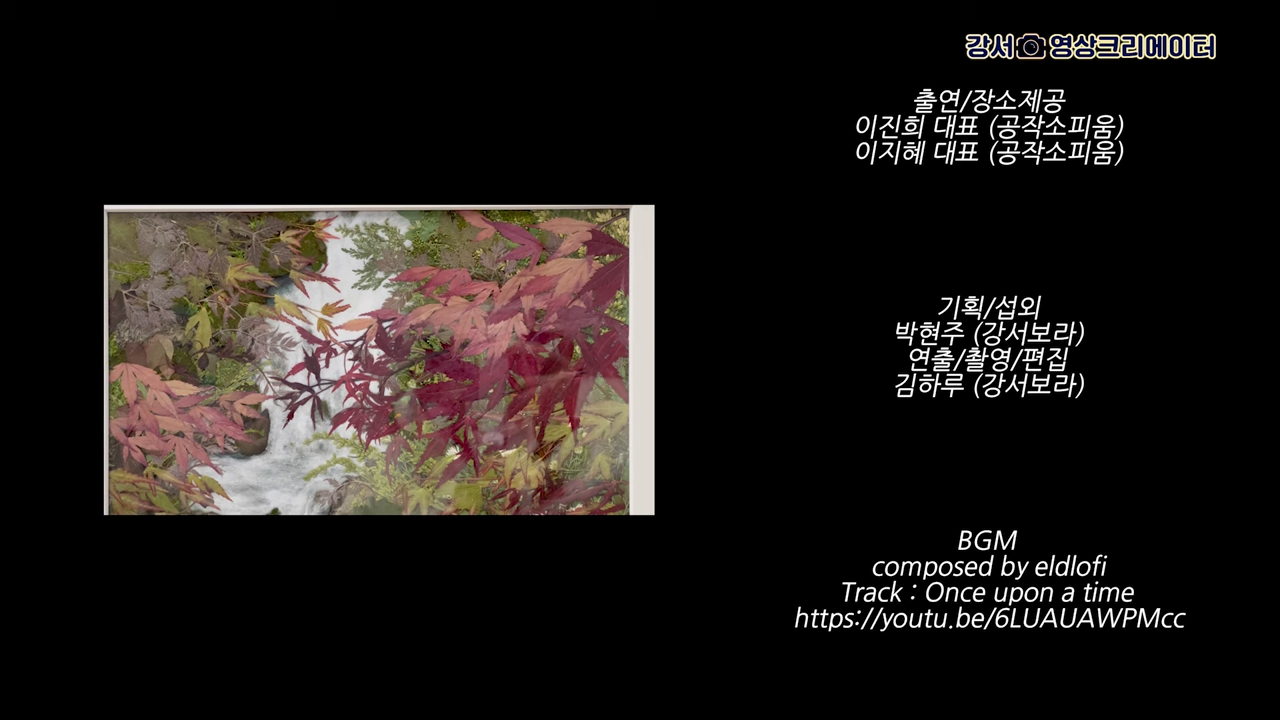 강서 영상크리에이터
출연/장소제공
이진희 대표 (공작소피움)
이지혜 대표 (공작소피움)
기획/섭외
박현주 (강서보라)
연출/촬영/편집
김하루 (강서보라)
BGM
composed by eldlofi
Track : Once upon a time
https://youtu.be/6LUAUAWPMcc